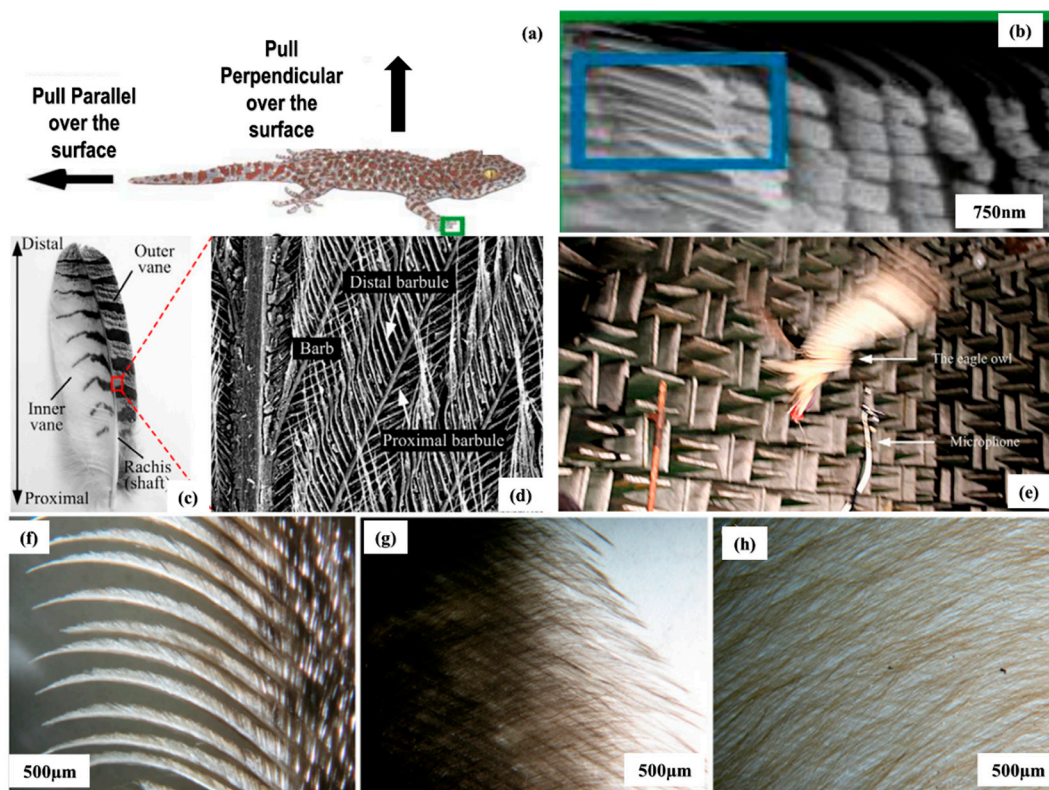 (a)
Pull
Perpendicular
over the
surface
Pull Parallel
over the
surface
(b)
750nm
Distal
Outer
vane
Inner
vane
Rachis
(shaft)
Proximal
(c)
Distal barbule
Barb
Proximal barbule
(d)
The eagle owl
Microphone
(e)
(f)
500μm
(g)
500μm
(h)
500μm